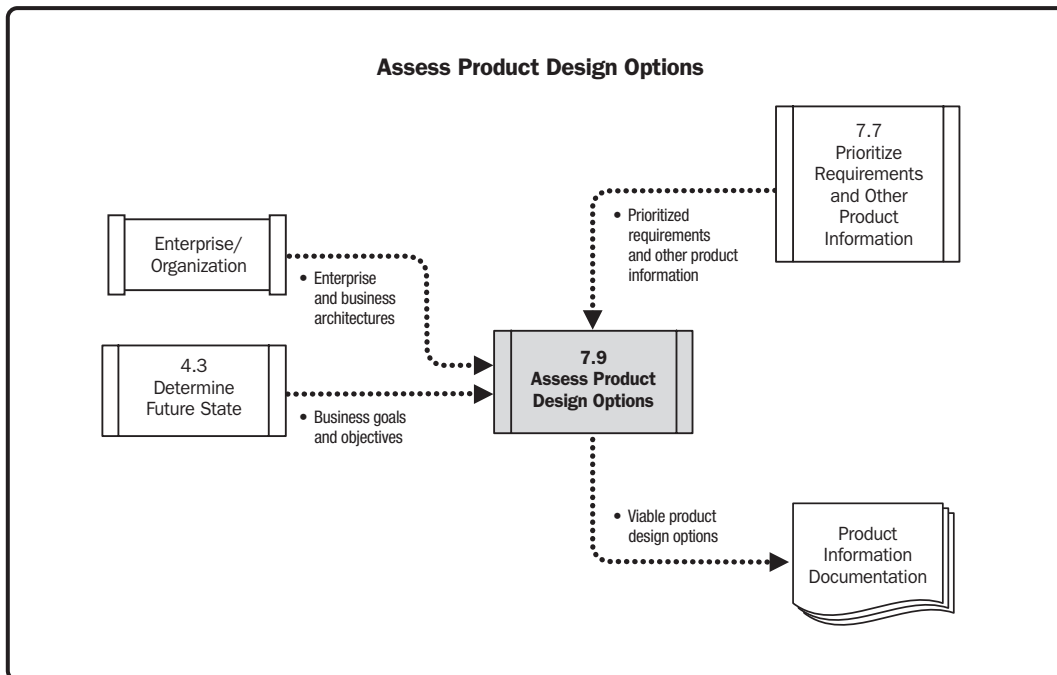 Assess Product Design Options
7.7
Prioritize
Requirements
and Other
Product
Information
Enterprise/
Organization
• Prioritized
requirements
and other product
information
• Enterprise
and business
architectures
4.3
Determine
Future State
• Business goals
and objectives
7.9
Assess Product
Design Options
• Viable product
design options
Product
Information
Documentation